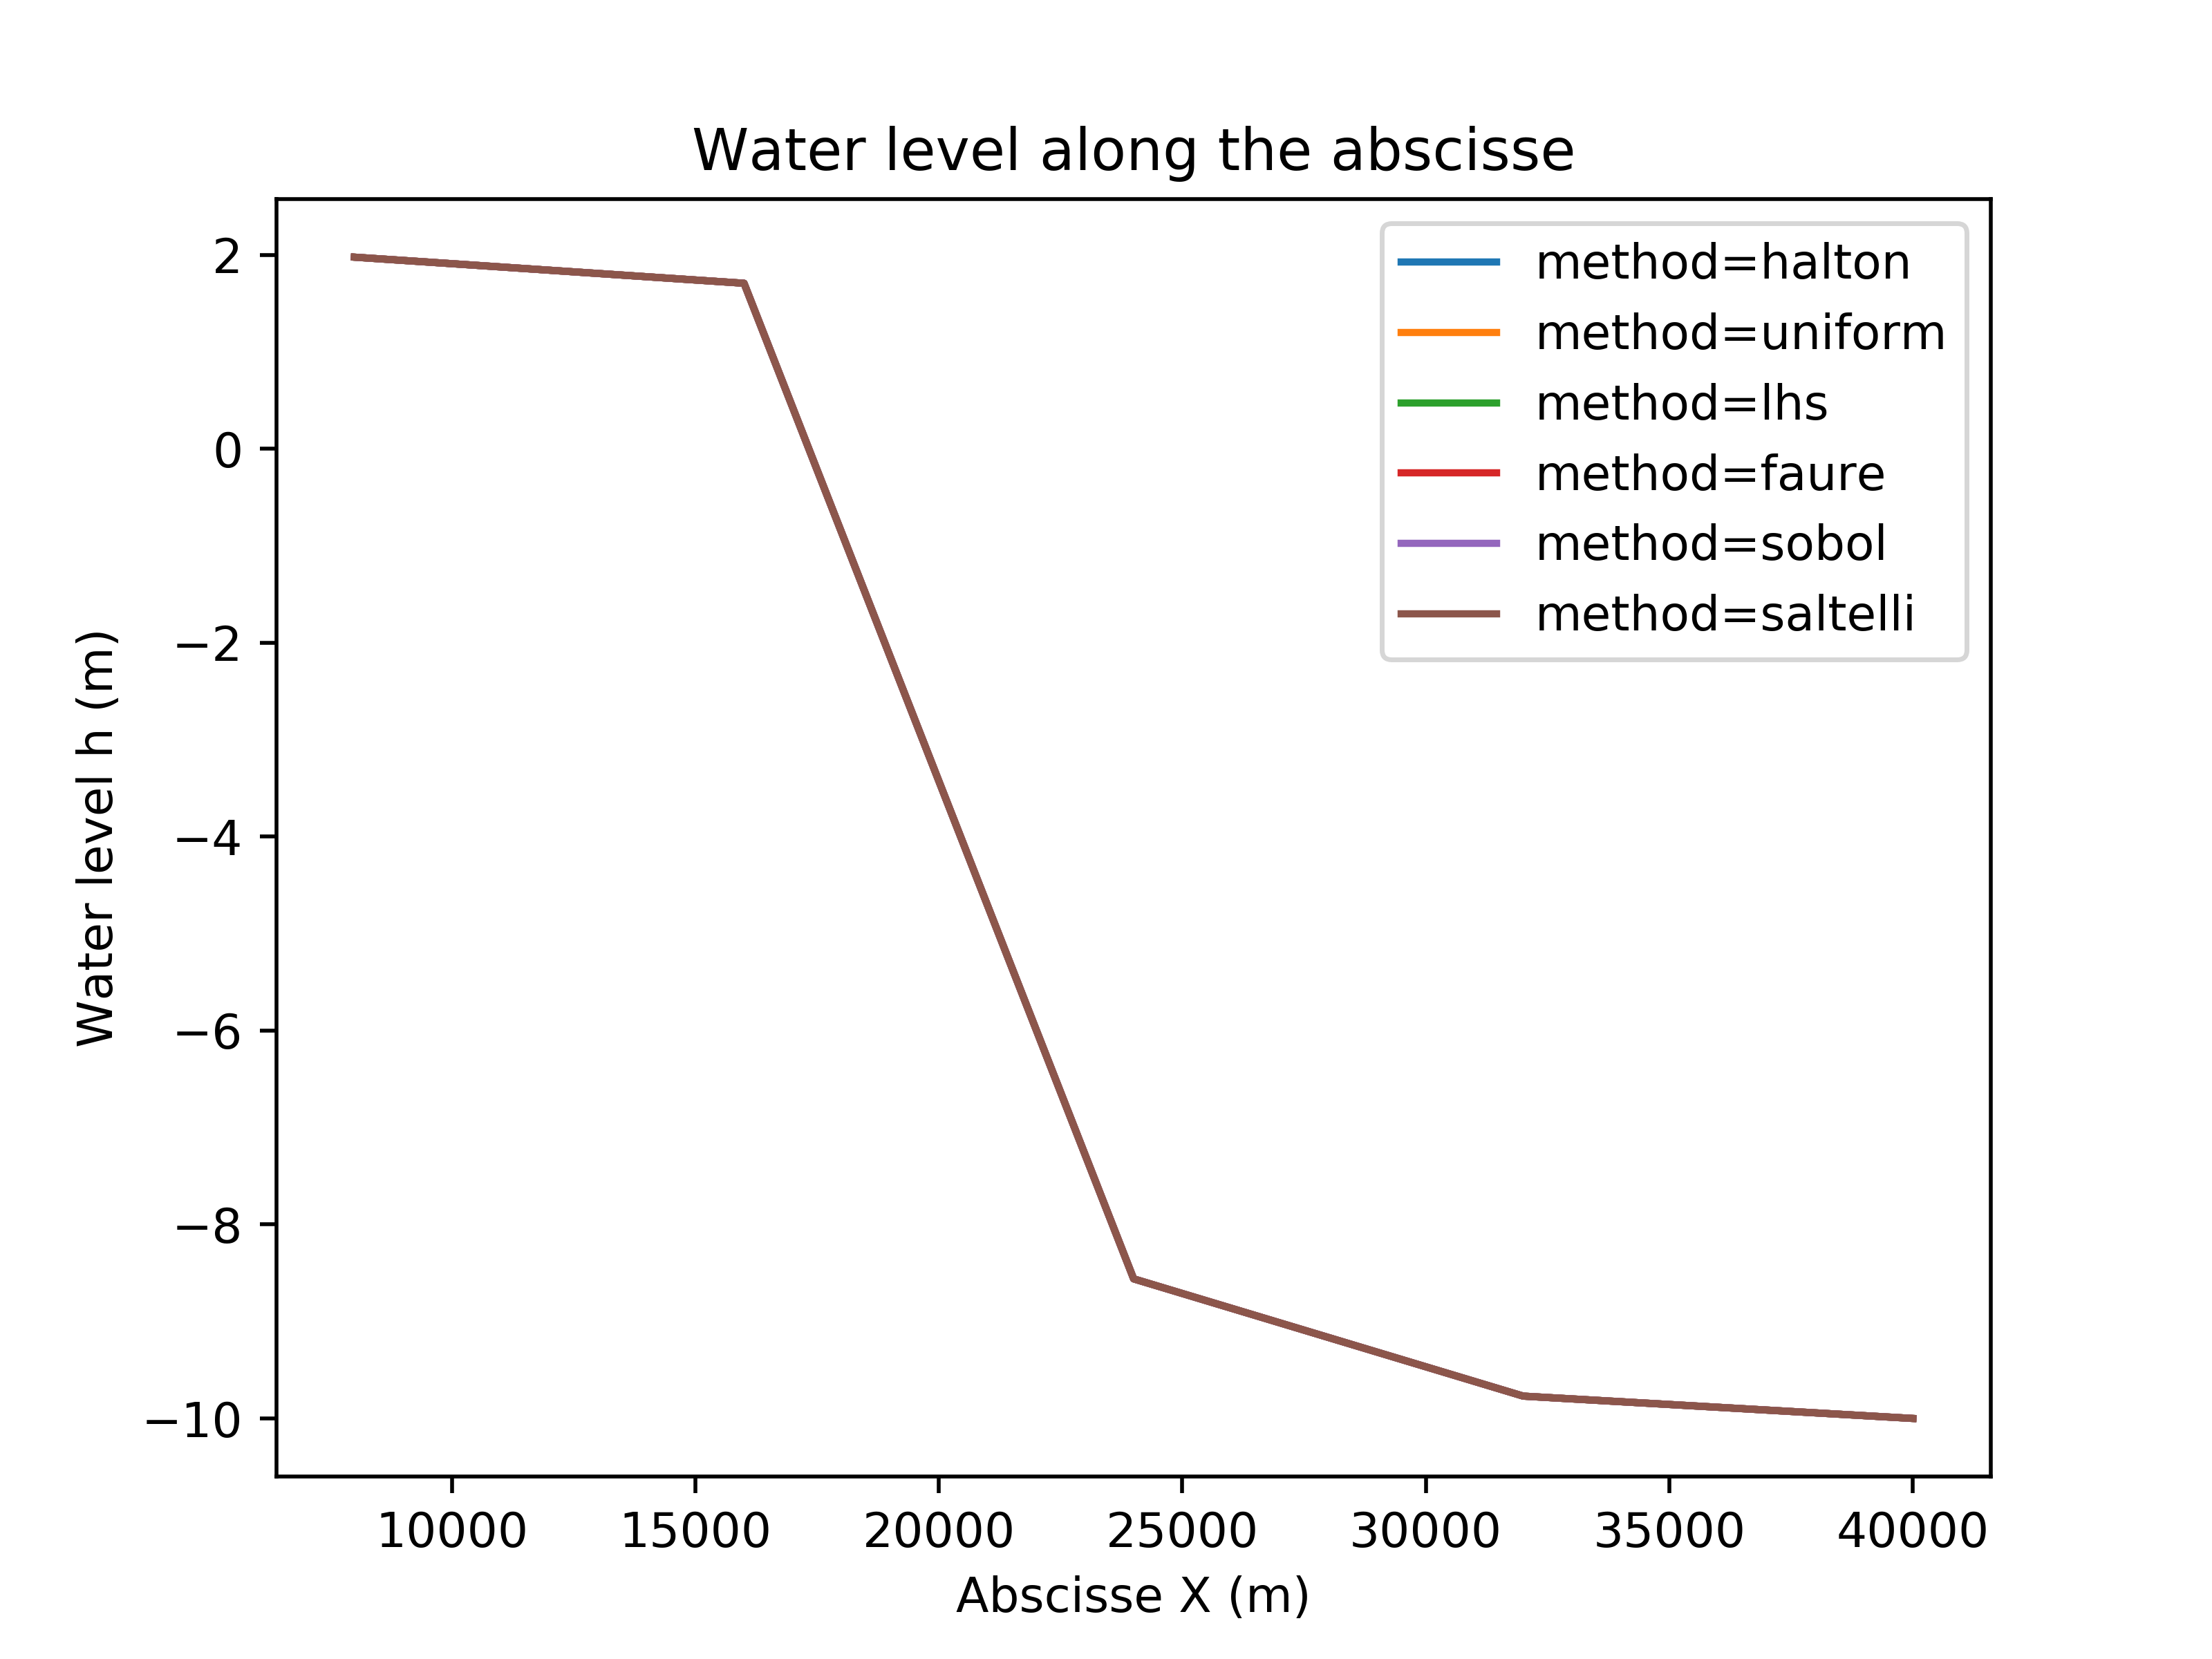 Water level along the abscisse
method=halton
method=uniform
method=lhs
method=faure
method=sobol
method=saltelli
Water level h (m)
2
0
−2
−4
−6
−8
−10
10000 15000 20000 25000 30000 35000 40000
Abscisse X (m)